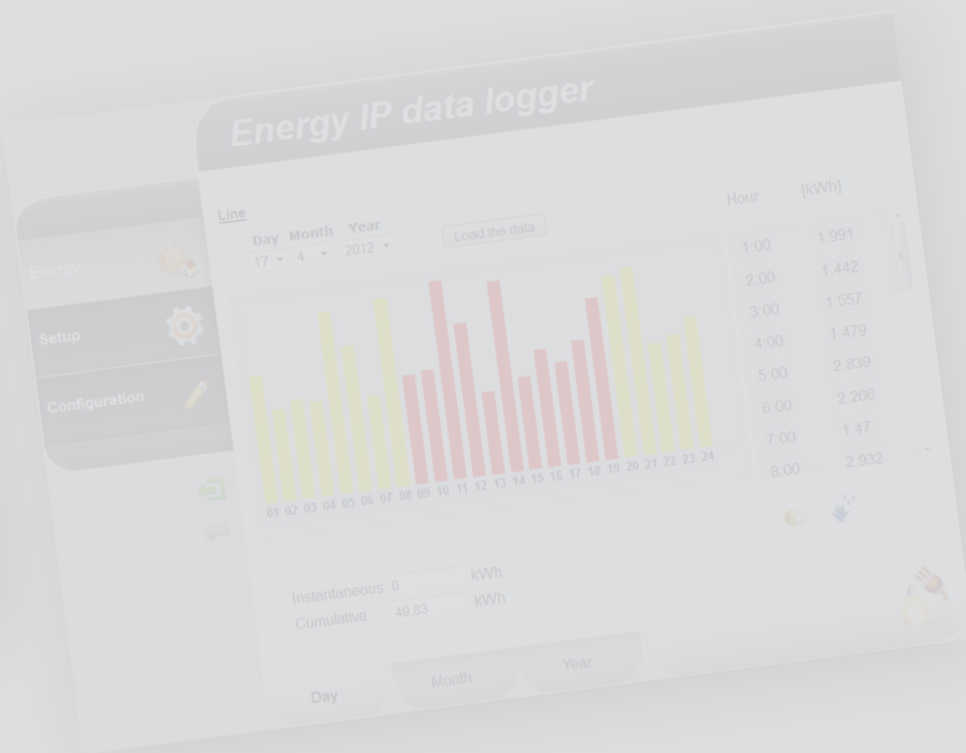 Energy IP data logger
Line
Day Month Year
17 4 2012
Load the data
Hour [kWh]
1:00 1.991
2:00 1.442
3:00 1.557
4:00 1.479
5:00 2.839
6:00 2.266
7:00 1.47
8:00 2.932
Energy
Setup
Configuration
01 02 03 04 05 06 07 08 09 10 11 12 13 14 15 16 17 18 19 20 21 22 23 24
Instantaneous 0 kWh
Cumulative 49.83 kWh
Day Month Year